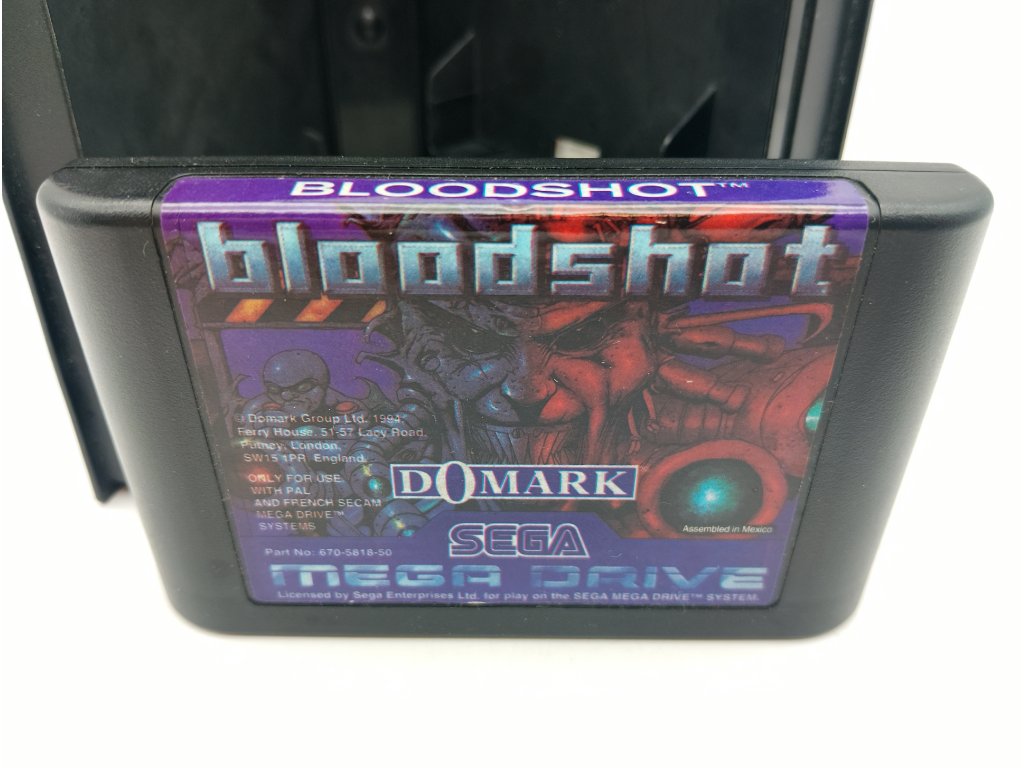 BLOODSHOT™
bloodshot
© Domark Group Ltd. 1994,
Ferry House, 51-57 Lacy Road,
Putney, London,
SW15 1PR England.
ONLY FOR USE
WITH PAL
AND FRENCH SECAM
MEGA DRIVE™
SYSTEMS
DOMARK
Assembled in Mexico
SEGA
Part No: 670-5818-50
MEGA DRIVE
Licensed by Sega Enterprises Ltd. for play on the SEGA MEGA DRIVE™ SYSTEM.